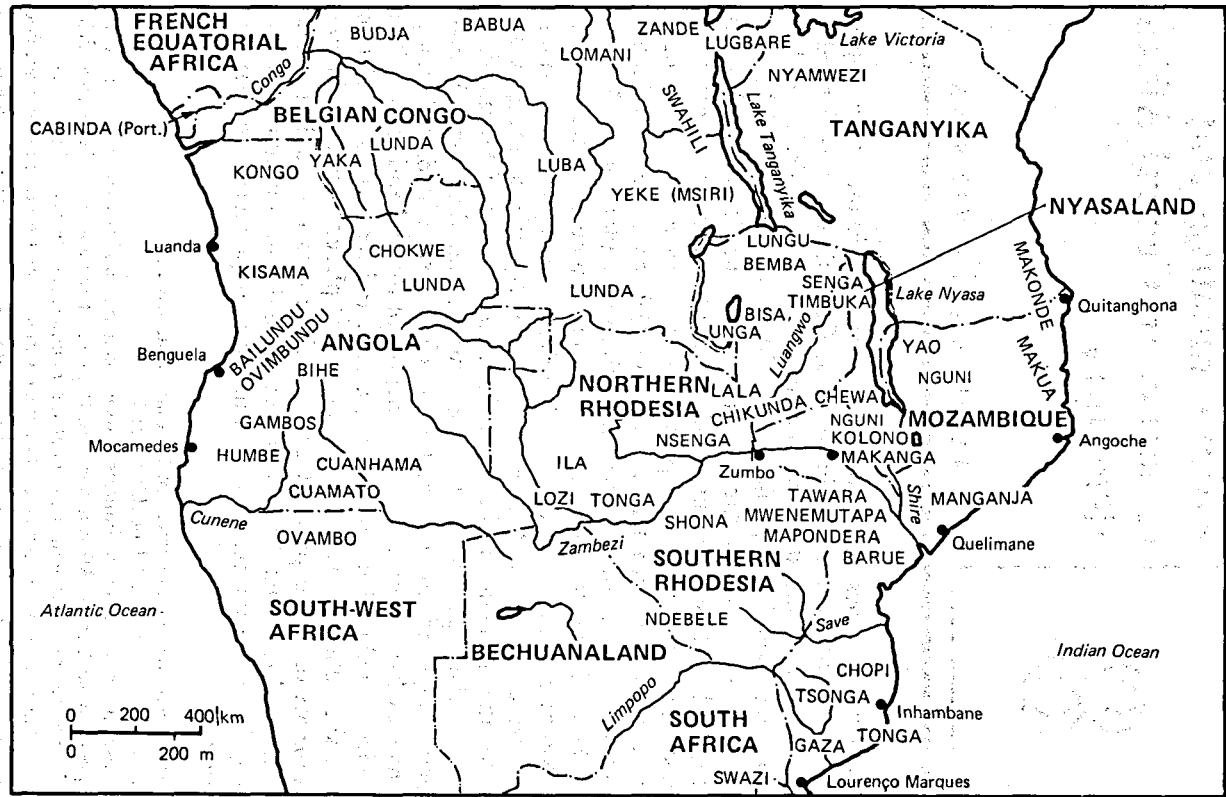 FRENCH
EQUATORIAL
AFRICA
BUDJA
BABUA
ZANDE
LOMANI
LUGBARE
Lake Victoria
NYAMWEZI
Congo
CABINDA (Port.)
BELGIAN CONGO
SWAHILI
Lake Tanganyika
TANGANYIKA
LUNDA
YAKA
KONGO
LUBA
YEKE (MSIRI)
NYASALAND
Luanda
CHOKWE
LUNGU
BEMBA
MAKONDE
KISAMA
LUNDA
LUNDA
SENGA
TIMBUKA
Lake Nyasa
Quitanghona
BISA,
UNGA
Luangwo
BAILUNDU
OVIMBUNDU
ANGOLA
YAO
MAKUA
Benguela
BIHE
NGUNI
NORTHERN
RHODESIA
LALA
CHEWA
CHIKUNDA
GAMBOS
NGUNI
MOZAMBIQUE
Mocamedes
NSENGA
KOLONO
Angoche
HUMBE
CUANHAMA
ILA
Zumbo
MAKANGA
CUAMATO
LOZI
TONGA
TAWARA
Shire
MANGANJA
Cunene
SHONA
MWENEMUTAPA
OVAMBO
Zambezi
MAPONDERA
Quelimane
SOUTHERN
RHODESIA
BARUE
Atlantic Ocean
SOUTH-WEST
AFRICA
NDEBELE
Save
BECHUANALAND
Indian Ocean
CHOPI
Limpopo
TSONGA
0 200 400 km
0 200 m
SOUTH
AFRICA
Inhambane
TONGA
GAZA
SWAZI
Lourenço Marques